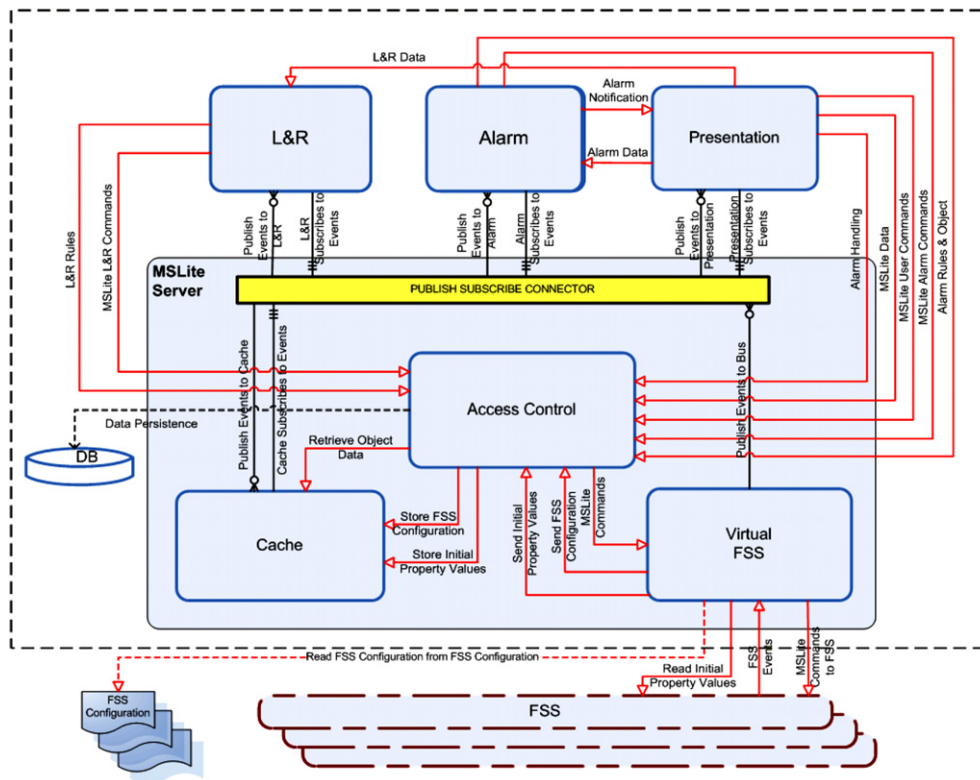 L&R Data
Alarm
Notification
L&R
Alarm
Presentation
Alarm Data
L&R Rules
MSLite L&R Commands
Publish
Events to
L&R
L&R
Subscribes to
Events
Publish
Events to
Alarm
Alarm
Subscribes to
Events
Publish
Events to
Presentation
Presentation
Subscribes to
Events
Alarm Handling
MSLite Data
MSLite User Commands
MSLite Alarm Commands
Alarm Rules & Object
MSLite
Server
PUBLISH SUBSCRIBE CONNECTOR
Publish Events to Cache
Cache Subscribes to Events
Publish Events to Bus
Access Control
Data Persistence
DB
Retrieve Object
Data
Store FSS
Configuration
Store Initial
Property Values
Cache
Send Initial
Property Values
Send FSS
Configuration
MSLite
Commands
Virtual
FSS
Read FSS Configuration from FSS Configuration
Read Initial
Property Values
FSS
Events
MSLite
Commands
to FSS
FSS
Configuration
FSS